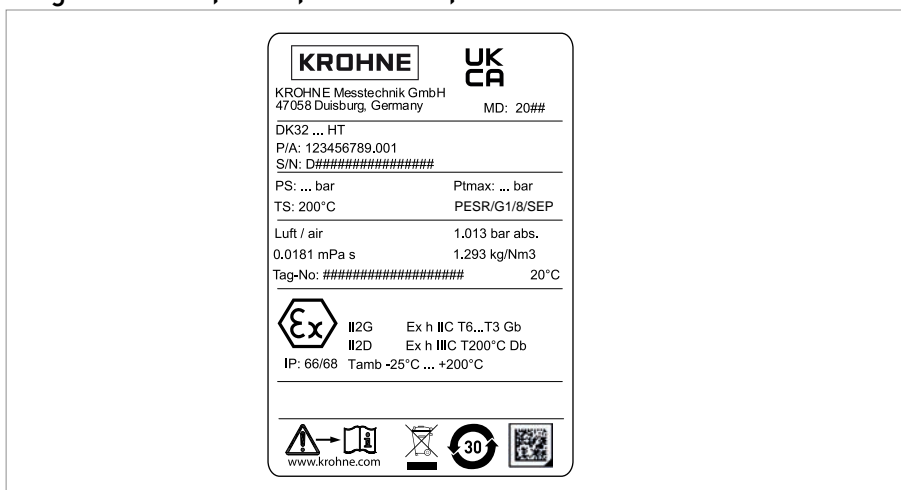 KROHNE
UK
CA
KROHNE Messtechnik GmbH
47058 Duisburg, Germany MD: 20##
DK32 ... HT
P/A: 123456789.001
S/N: D################
PS: ... bar Ptmax: ... bar
TS: 200°C PESR/G1/8/SEP
Luft / air 1.013 bar abs.
0.0181 mPa s 1.293 kg/Nm3
Tag-No: ################### 20°C
Ex
II2G Ex h IIC T6...T3 Gb
II2D Ex h IIIC T200°C Db
IP: 66/68 Tamb -25°C ... +200°C
i
30
www.krohne.com